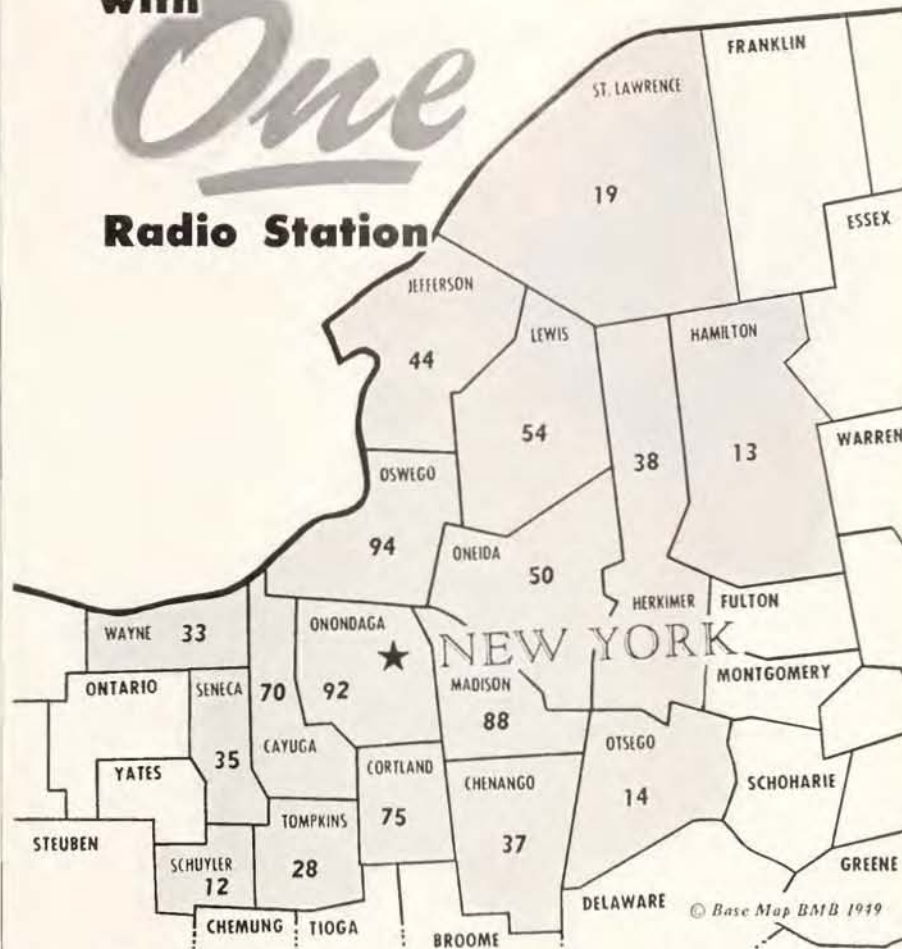 with
One
Radio Station
FRANKLIN
ST. LAWRENCE
19
ESSEX
JEFFERSON
44
LEWIS
54
HAMILTON
38
13
WARREN
OSWEGO
94
ONEIDA
50
HERKIMER
FULTON
WAYNE 33
ONONDAGA
NEW YORK
MONTGOMERY
ONTARIO
SENECA
70
92
MADISON
88
CAYUGA
35
OTSEGO
14
YATES
CORTLAND
75
CHENANGO
37
SCHOHARIE
STEUBEN
TOMPKINS
28
SCHUYLER
12
GREENE
DELAWARE
© Base Map BMB 1949
CHEMUNG
TIOGA
BROOME